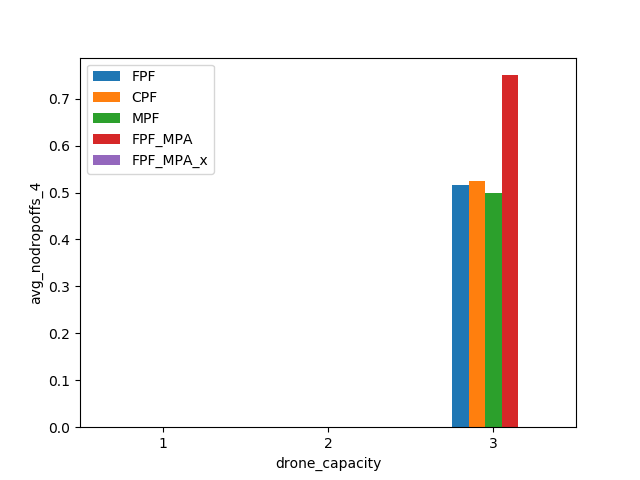 FPF
CPF
MPF
FPF_MPA
FPF_MPA_x
0.7
0.6
0.5
0.4
0.3
0.2
0.1
0.0
avg_nodropoffs_4
1 2 3
drone_capacity